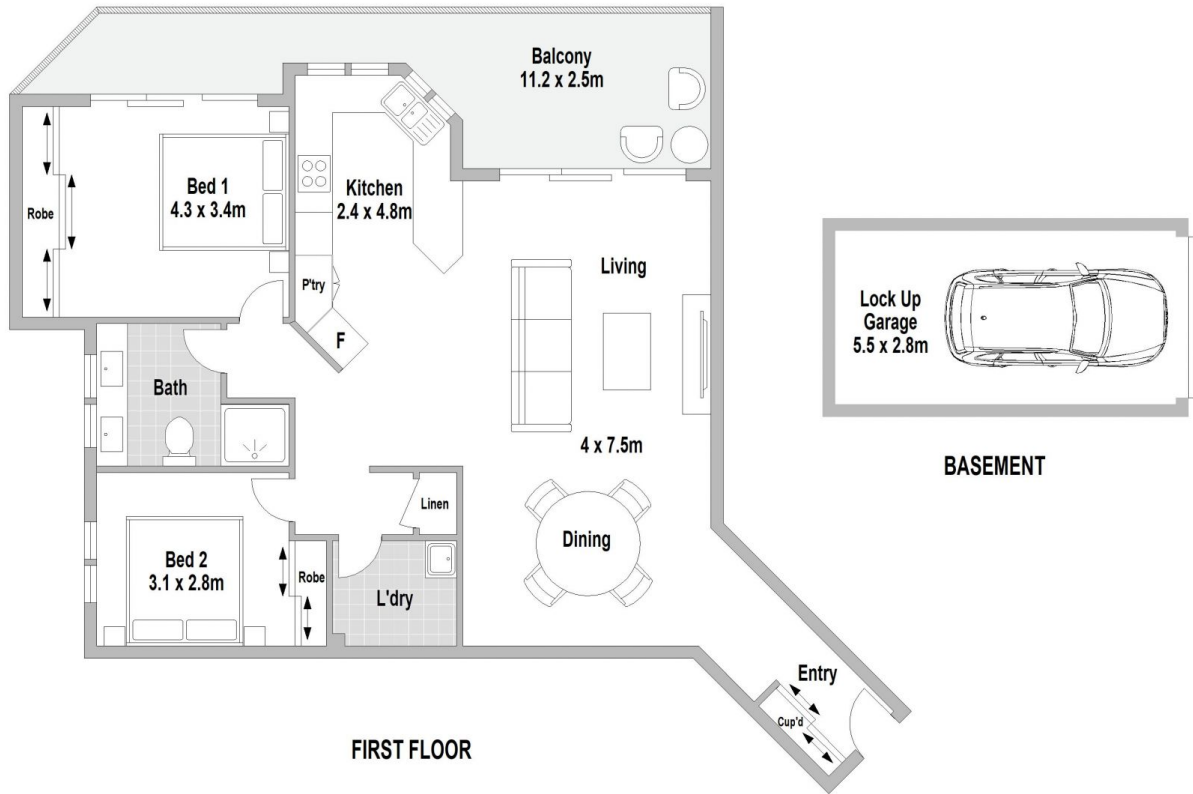 Balcony
11.2 x 2.5m
Bed 1
4.3 x 3.4m
Robe
Kitchen
2.4 x 4.8m
P'try
F
Living
4 x 7.5m
Bath
Linen
Dining
Bed 2
3.1 x 2.8m
Robe
L'dry
Entry
Cup'd
FIRST FLOOR
Lock Up
Garage
5.5 x 2.8m
BASEMENT